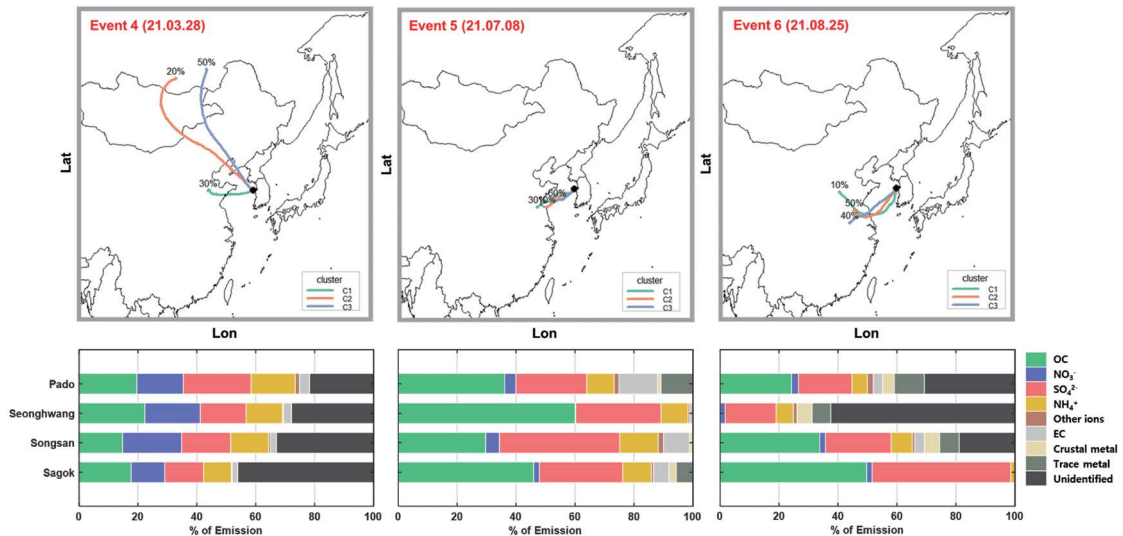 Event 4 (21.03.28)
20%
50%
30%
cluster
C1
C2
C3
Lat
Lon
Event 5 (21.07.08)
30%
cluster
C1
C2
C3
Lat
Lon
Event 6 (21.08.25)
10%
50%
40%
cluster
C1
C2
C3
Lat
Lon
Pado
Seonghwang
Songsan
Sagok
0 20 40 60 80 100
% of Emission
0 20 40 60 80 100
% of Emission
0 20 40 60 80 100
% of Emission
OC
NO₃⁻
SO₄²⁻
NH₄⁺
Other ions
EC
Crustal metal
Trace metal
Unidentified